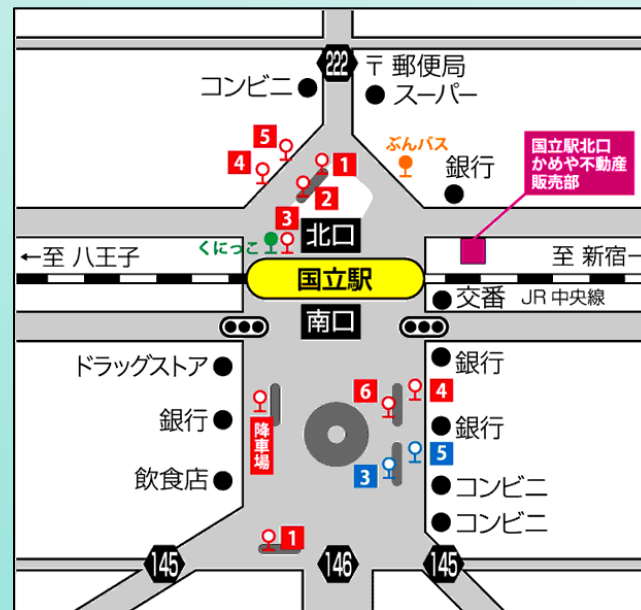 222
〒 郵便局
コンビニ
スーパー
ぶんバス
国立駅北口
かめや不動産
販売部
5
4
1
2
銀行
3
くにっこ
北口
←至 八王子
至 新宿→
国立駅
交番
JR 中央線
南口
ドラッグストア
銀行
6
4
銀行
降車場
銀行
5
3
飲食店
コンビニ
コンビニ
1
145
146
145